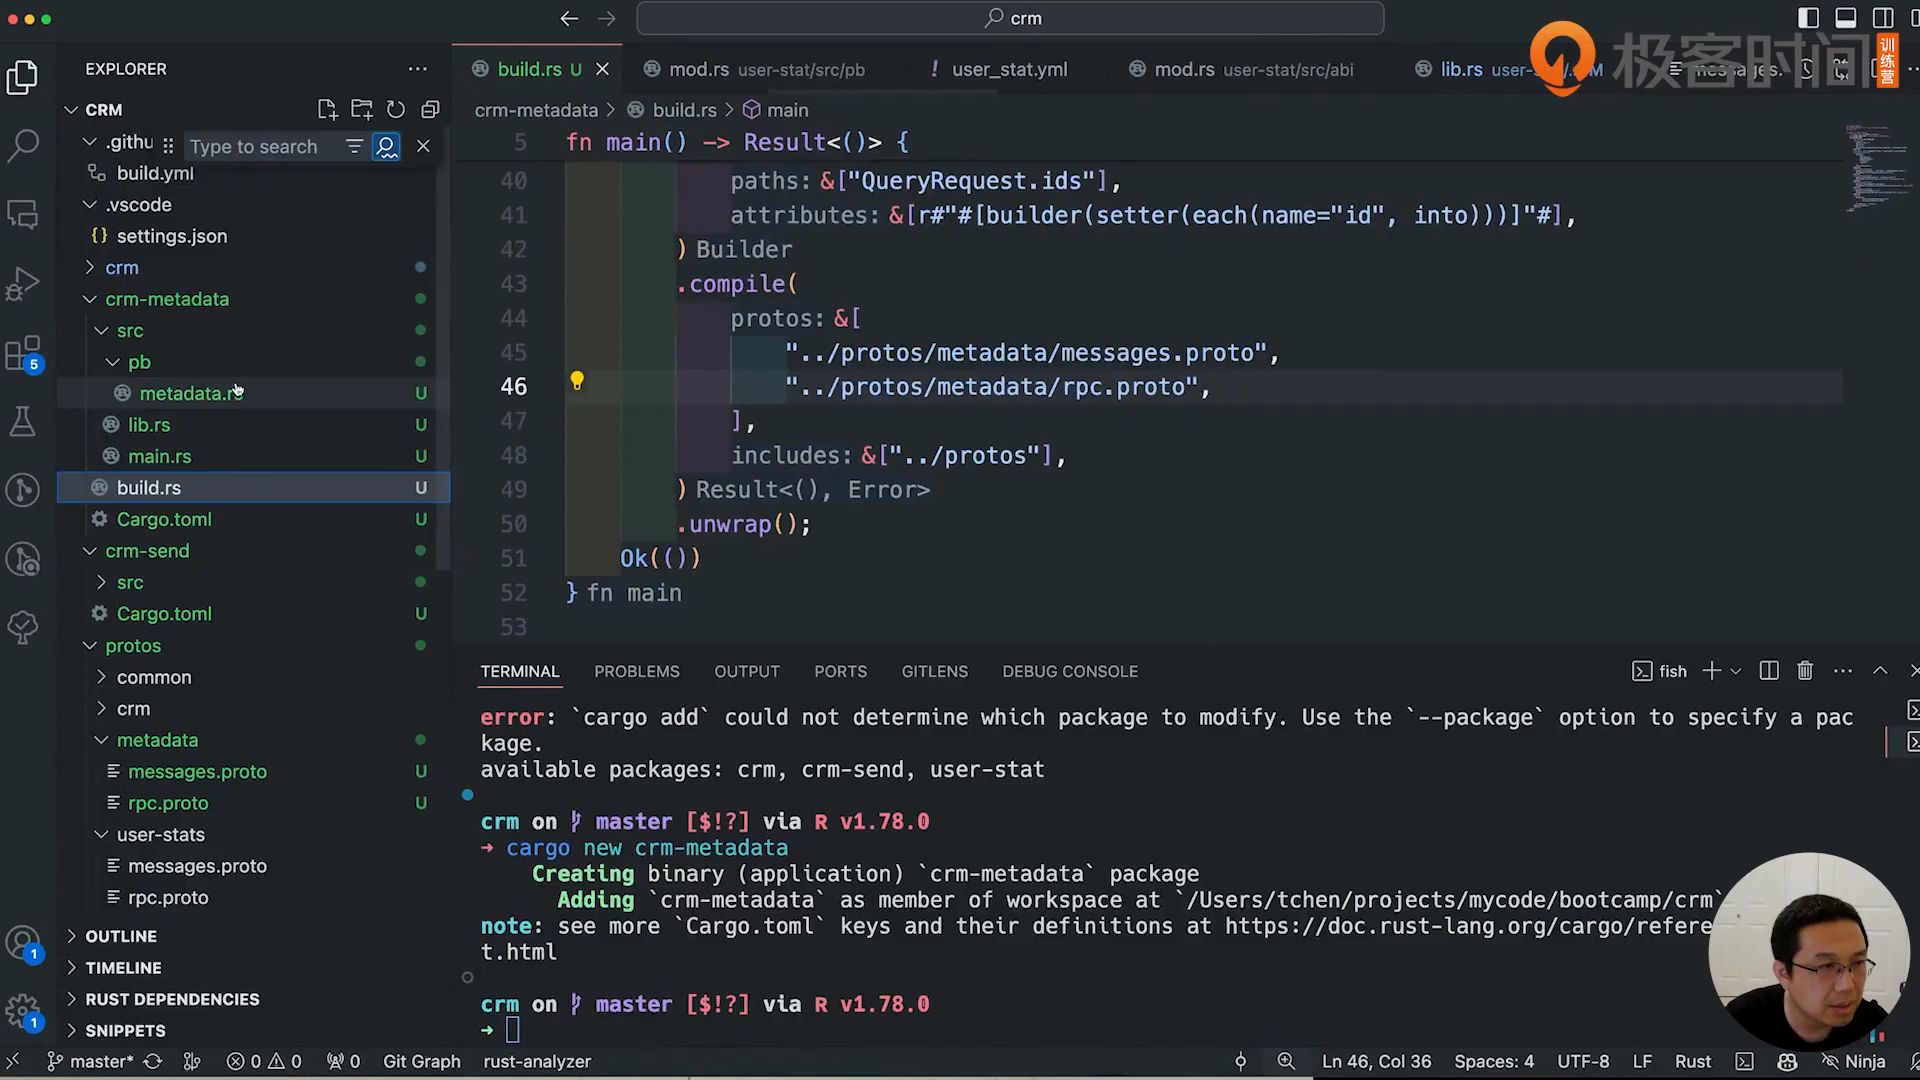 crm
极客时间 训练营
EXPLORER
build.rs U
mod.rs user-stat/src/pb
! user_stat.yml
mod.rs user-stat/src/abi
lib.rs
CRM
crm-metadata > build.rs > main
.githu
Type to search
build.yml
.vscode
settings.json
crm
crm-metadata
src
pb
metadata.rs U
lib.rs U
main.rs U
build.rs U
Cargo.toml U
crm-send
src
Cargo.toml U
protos
common
crm
metadata
messages.proto U
rpc.proto U
user-stats
messages.proto
rpc.proto
OUTLINE
TIMELINE
RUST DEPENDENCIES
SNIPPETS
5
1
1
5 fn main() -> Result<()> {
40 paths: &["QueryRequest.ids"],
41 attributes: &[r#"#[builder(setter(each(name="id", into)))]"#],
42 ) Builder
43 .compile(
44 protos: &[
45 "../protos/metadata/messages.proto",
46 "../protos/metadata/rpc.proto",
47 ],
48 includes: &["../protos"],
49 ) Result<(), Error>
50 .unwrap();
51 Ok(())
52 } fn main
53
TERMINAL PROBLEMS OUTPUT PORTS GITLENS DEBUG CONSOLE
fish
error: `cargo add` could not determine which package to modify. Use the `--package` option to specify a pac
kage.
available packages: crm, crm-send, user-stat
crm on master [$!?] via R v1.78.0
→ cargo new crm-metadata
Creating binary (application) `crm-metadata` package
Adding `crm-metadata` as member of workspace at `/Users/tchen/projects/mycode/bootcamp/crm`
note: see more `Cargo.toml` keys and their definitions at https://doc.rust-lang.org/cargo/refere
t.html
crm on master [$!?] via R v1.78.0
→
master* 0 0 0 Git Graph rust-analyzer Ln 46, Col 36 Spaces: 4 UTF-8 LF Rust Ninja